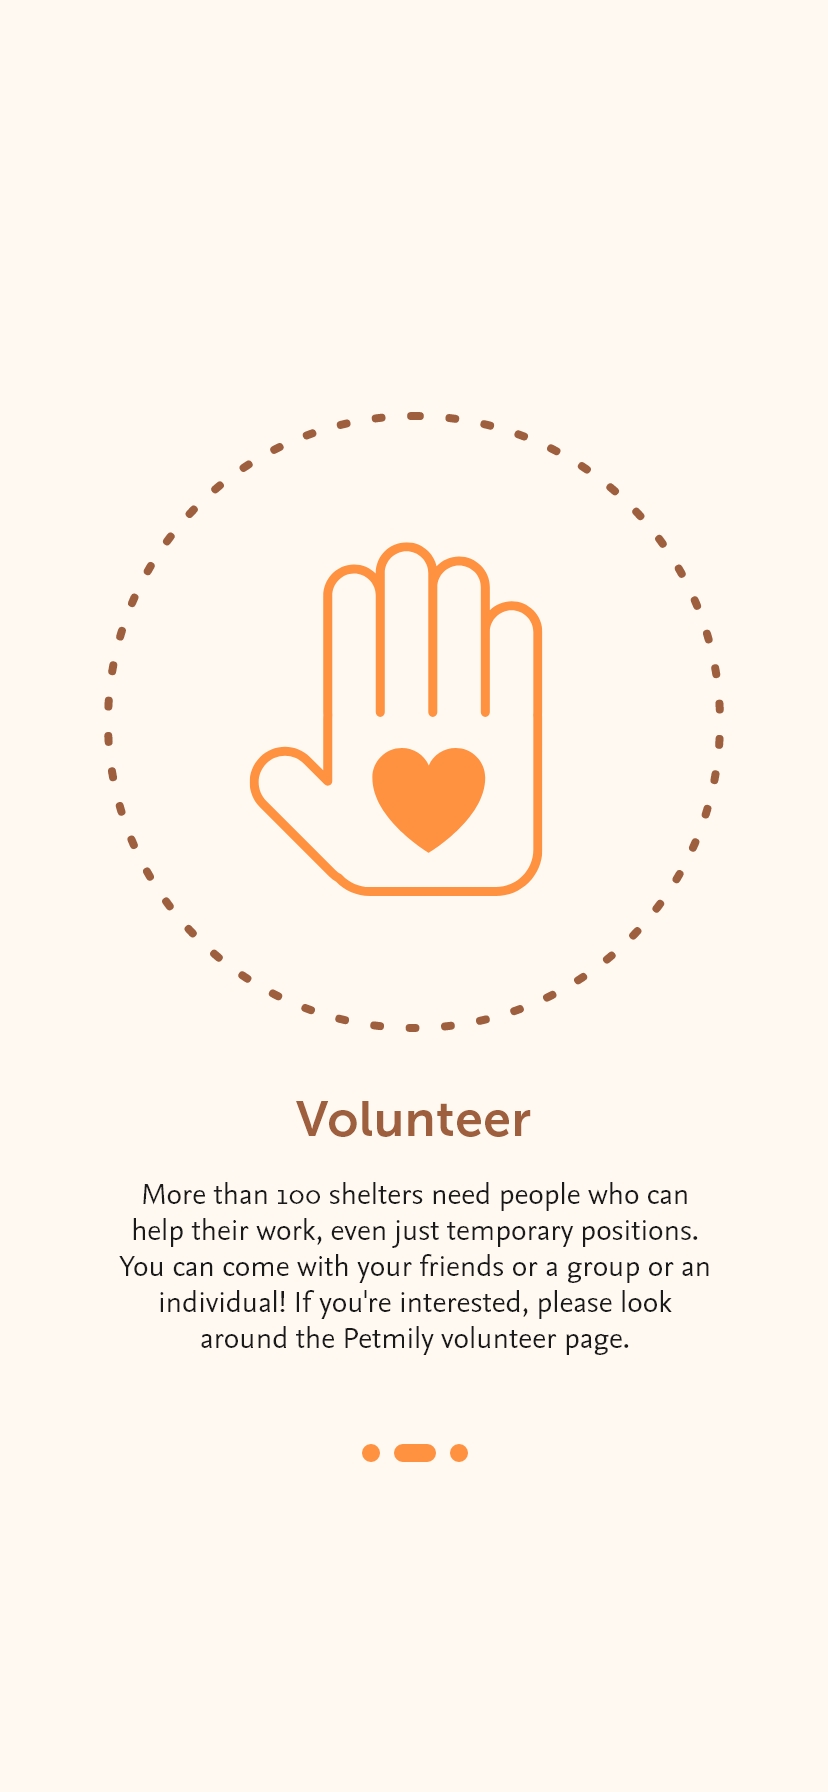 Volunteer
More than 100 shelters need people who can
help their work, even just temporary positions.
You can come with your friends or a group or an
individual! If you're interested, please look
around the Petmily volunteer page.